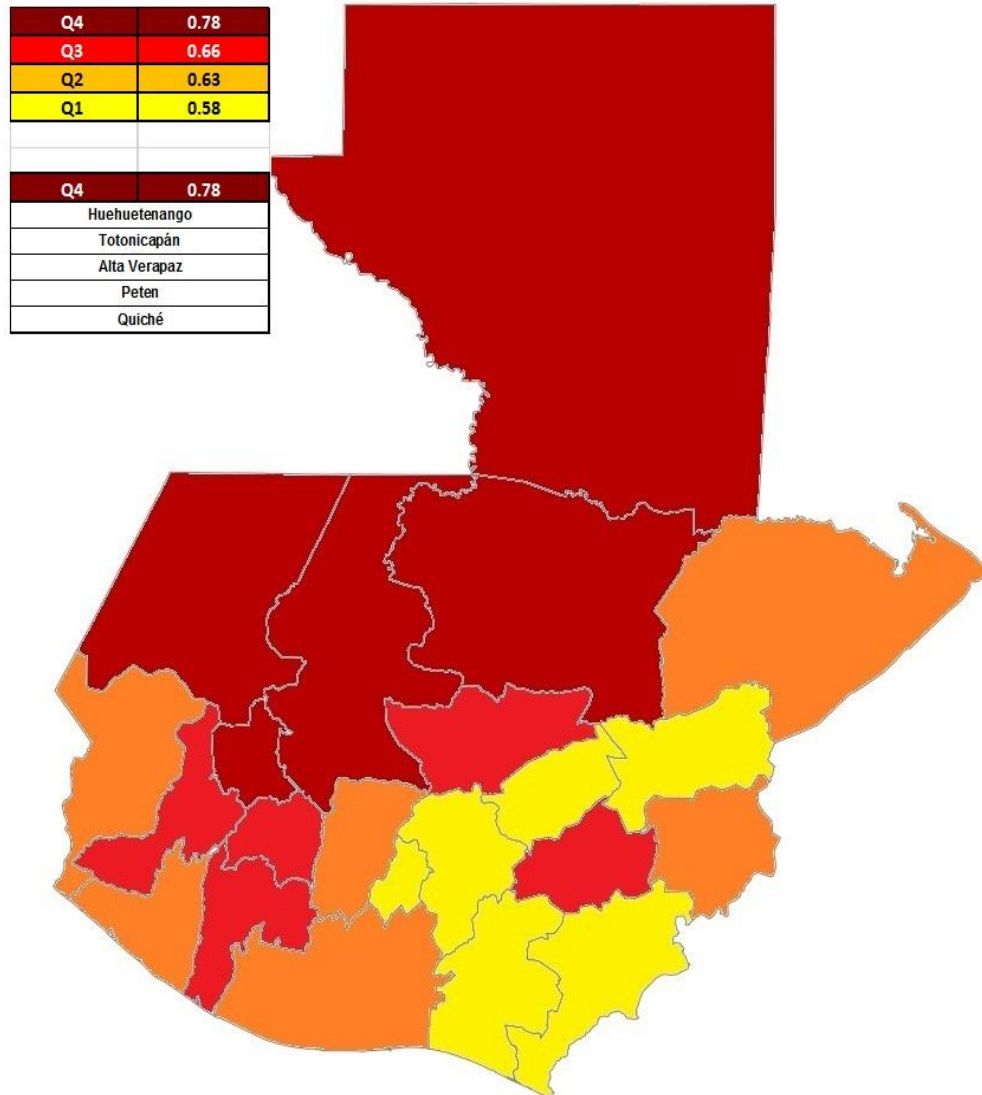 Q4 0.78
Q3 0.66
Q2 0.63
Q1 0.58
Q4 0.78
Huehuetenango
Totonicapán
Alta Verapaz
Peten
Quiché